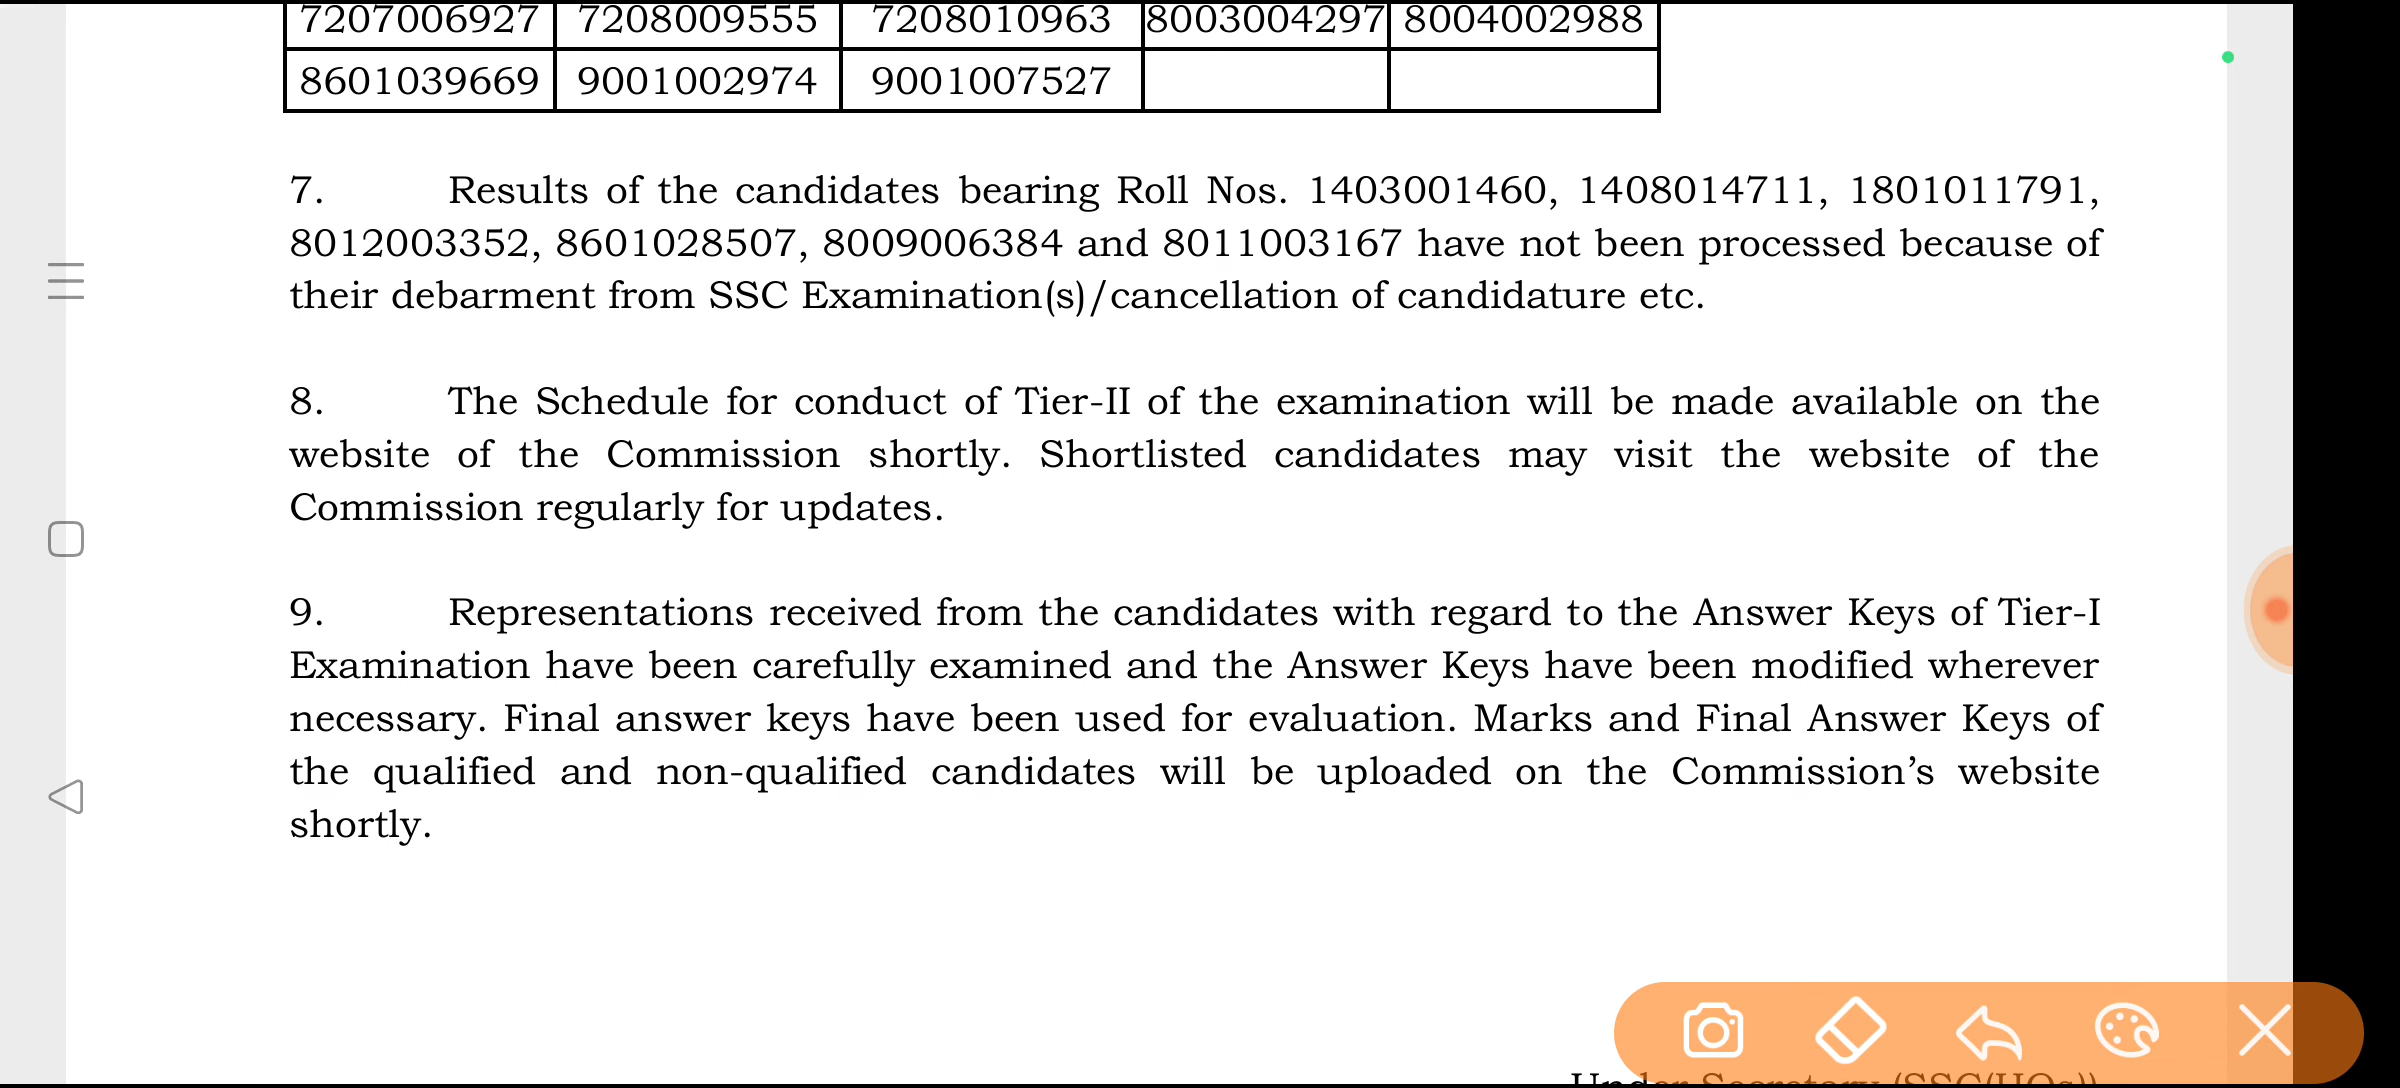 7207006927 7208009555 7208010963 8003004297 8004002988
8601039669 9001002974 9001007527
7. Results of the candidates bearing Roll Nos. 1403001460, 1408014711, 1801011791,
8012003352, 8601028507, 8009006384 and 8011003167 have not been processed because of
their debarment from SSC Examination(s)/cancellation of candidature etc.
8. The Schedule for conduct of Tier-II of the examination will be made available on the
website of the Commission shortly. Shortlisted candidates may visit the website of the
Commission regularly for updates.
9. Representations received from the candidates with regard to the Answer Keys of Tier-I
Examination have been carefully examined and the Answer Keys have been modified wherever
necessary. Final answer keys have been used for evaluation. Marks and Final Answer Keys of
the qualified and non-qualified candidates will be uploaded on the Commission’s website
shortly.
Under Secretary (SSC(HQs))